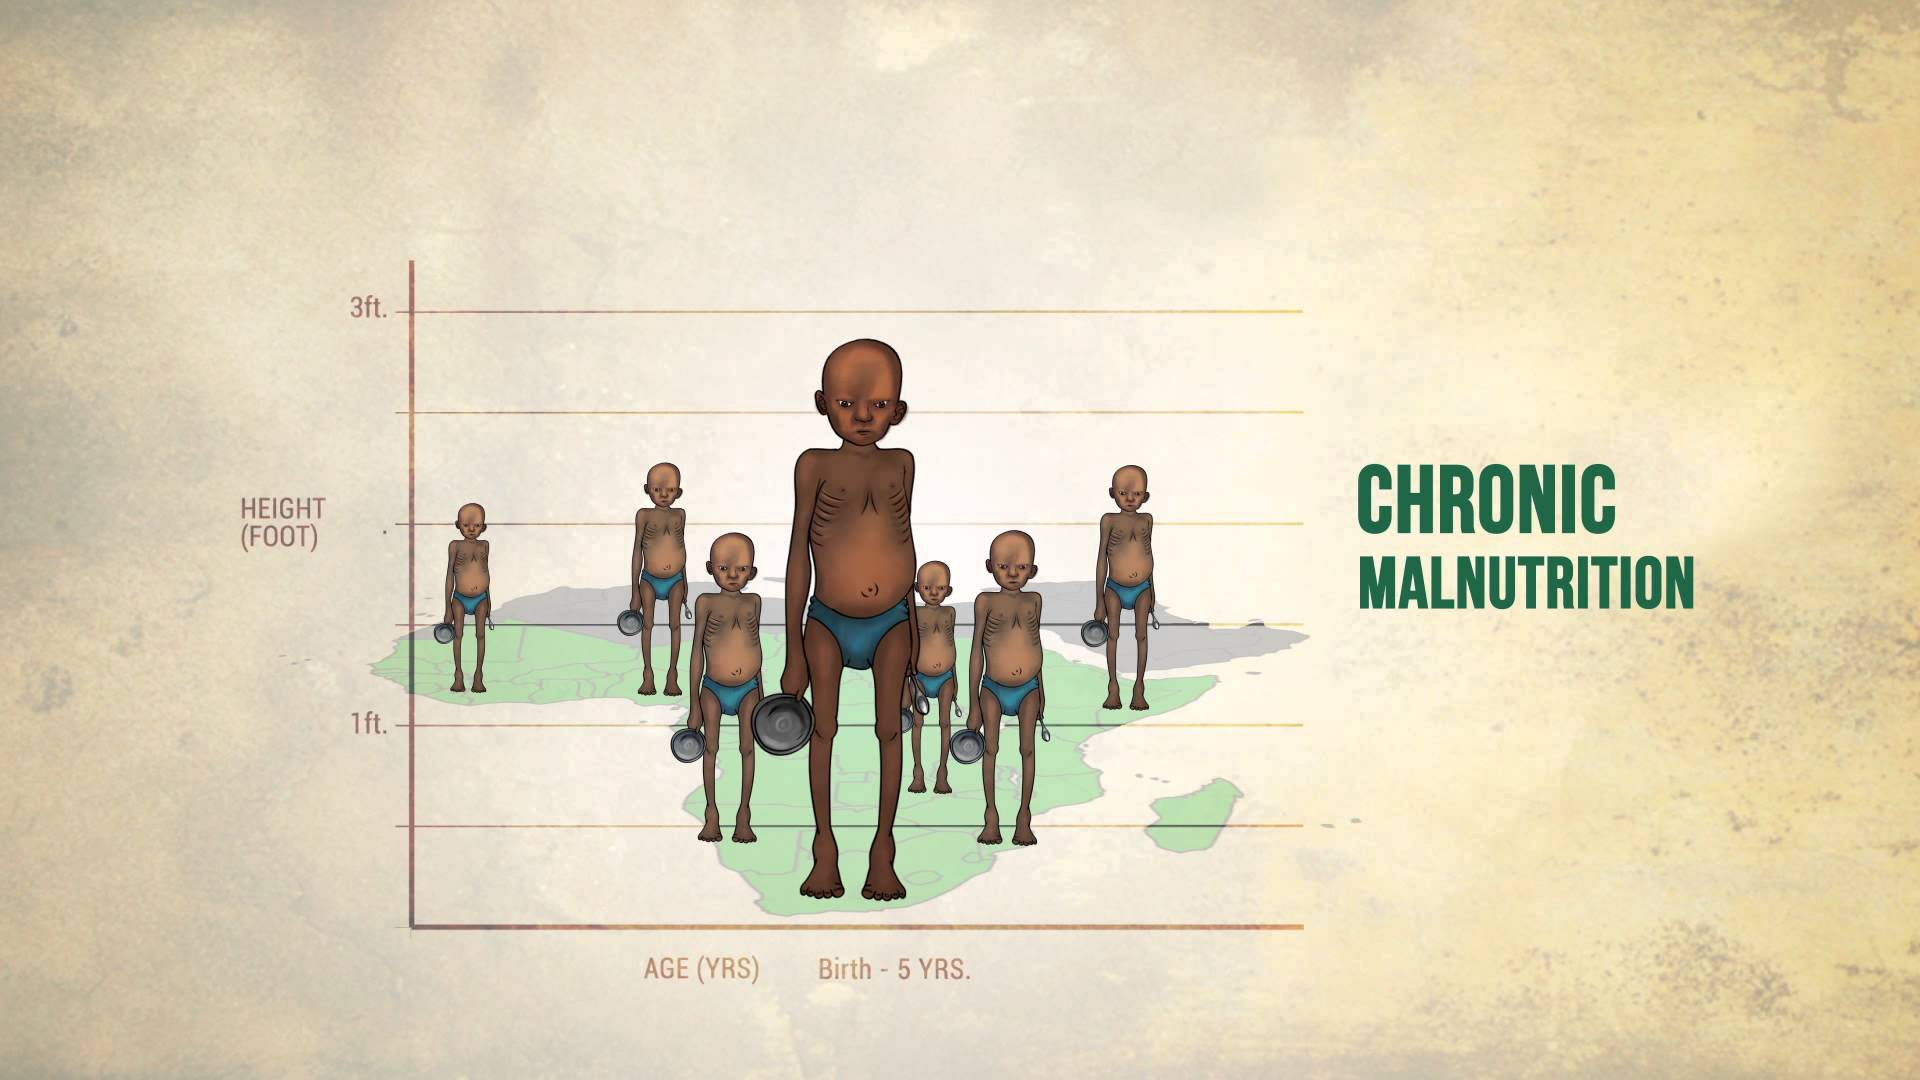 3ft.
HEIGHT
(FOOT)
.
1ft.
AGE (YRS) Birth - 5 YRS.
CHRONIC
MALNUTRITION